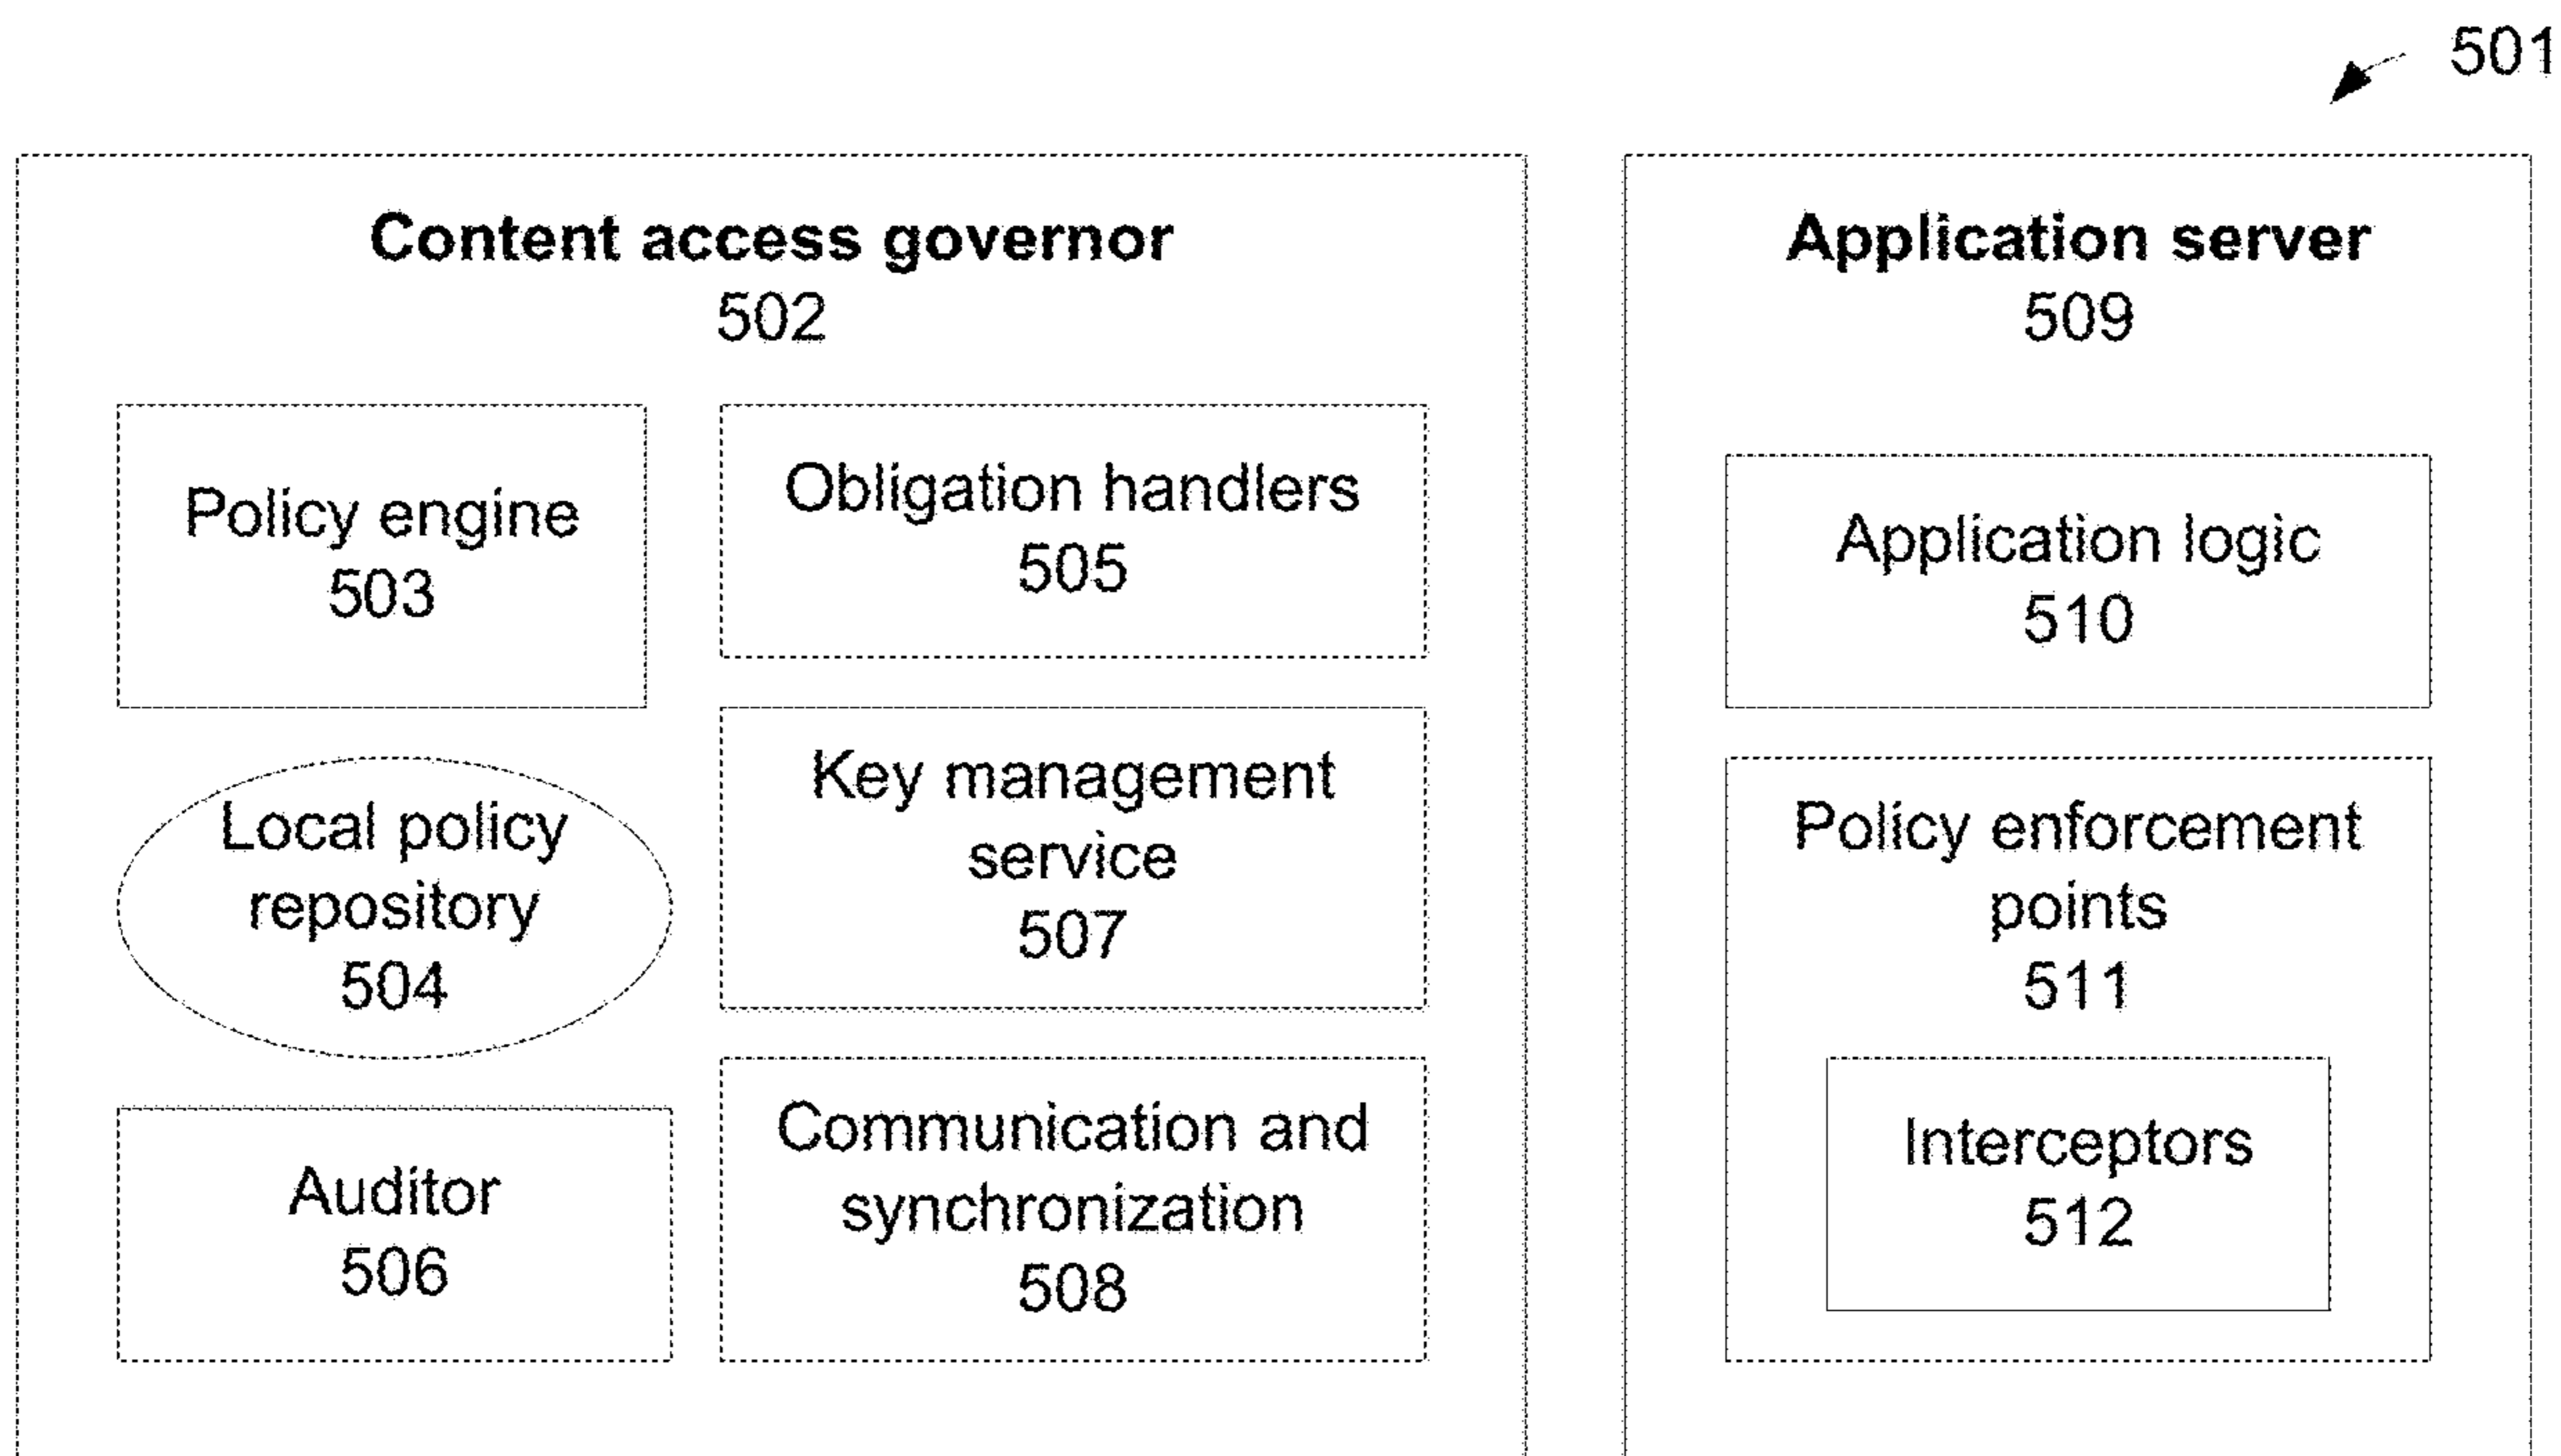 501
Content access governor
502
Policy engine
503
Local policy
repository
504
Auditor
506
Obligation handlers
505
Key management
service
507
Communication and
synchronization
508
Application server
509
Application logic
510
Policy enforcement
points
511
Interceptors
512